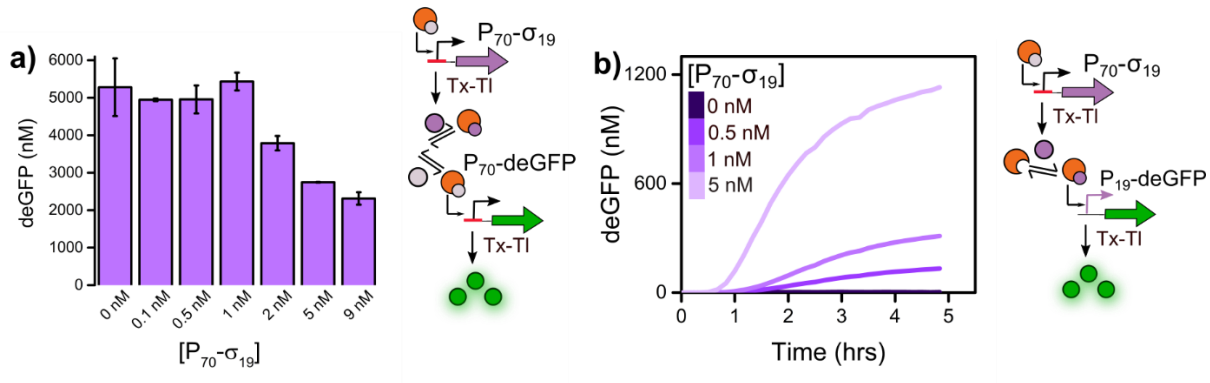 a)
deGFP (nM)
6000
5000
4000
3000
2000
1000
0
0 nM
0.1 nM
0.5 nM
1 nM
2 nM
5 nM
9 nM
[P70-σ19]
P70-σ19
Tx-Tl
P70-deGFP
Tx-Tl
b)
deGFP (nM)
1200
600
0
[P70-σ19]
0 nM
0.5 nM
1 nM
5 nM
0 1 2 3 4 5
Time (hrs)
P70-σ19
Tx-Tl
P19-deGFP
Tx-Tl